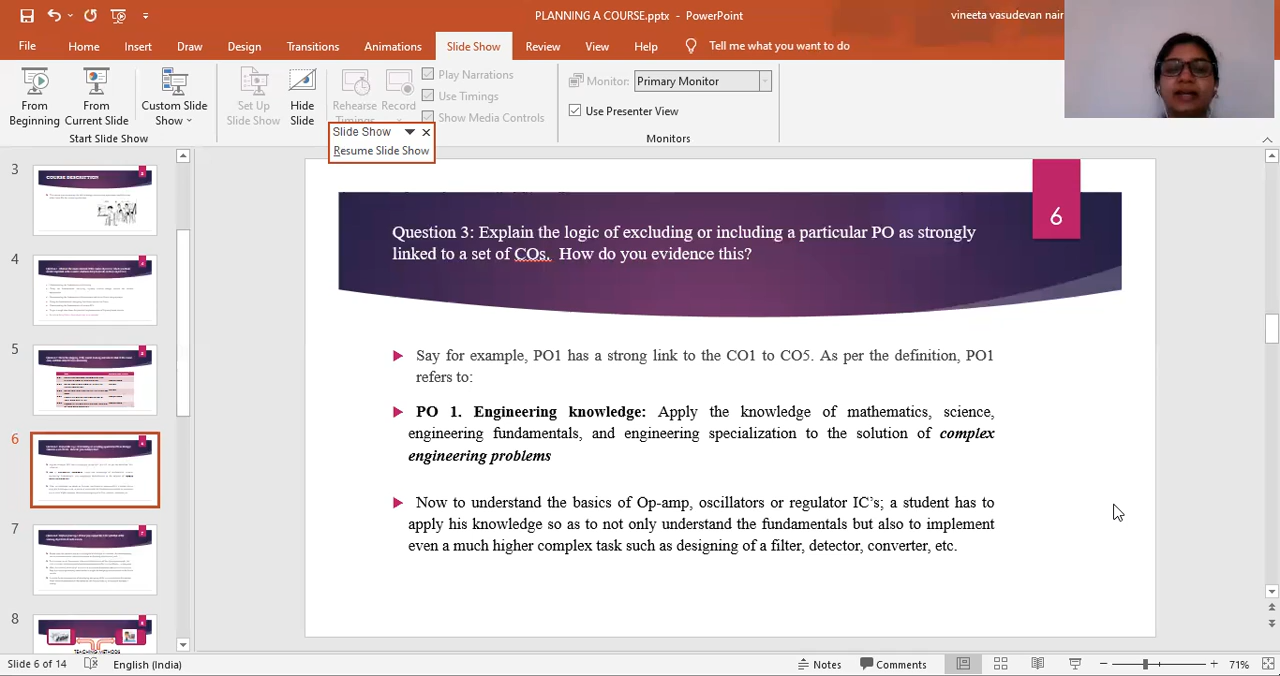 PLANNING A COURSE.pptx - PowerPoint
vineeta vasudevan nair
File Home Insert Draw Design Transitions Animations Slide Show Review View Help Tell me what you want to do
From Beginning
From Current Slide
Custom Slide Show
Set Up Slide Show
Hide Slide
Rehearse Timings
Record
Play Narrations
Use Timings
Show Media Controls
Monitor: Primary Monitor
Use Presenter View
Start Slide Show
Monitors
Slide Show
Resume Slide Show
3
COURSE DESCRIPTION
4
5
6
7
8
TEACHING METHODS
6
Question 3: Explain the logic of excluding or including a particular PO as strongly
linked to a set of COs. How do you evidence this?
Say for example, PO1 has a strong link to the CO1 to CO5. As per the definition, PO1
refers to:
PO 1. Engineering knowledge: Apply the knowledge of mathematics, science,
engineering fundamentals, and engineering specialization to the solution of complex
engineering problems
Now to understand the basics of Op-amp, oscillators or regulator IC's; a student has to
apply his knowledge so as to not only understand the fundamentals but also to implement
even a much higher complex task such as designing of a filter, detector, converter, etc.
Slide 6 of 14 English (India) Notes Comments 71%